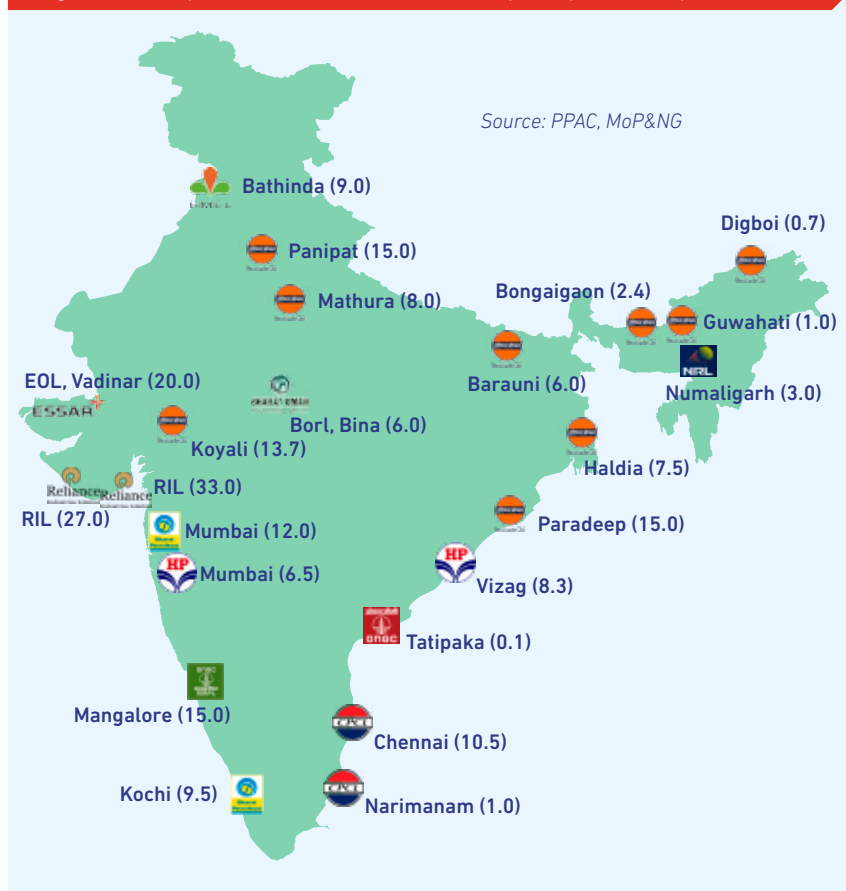 Source: PPAC, MoP&NG
Bathinda (9.0)
Digboi (0.7)
Panipat (15.0)
Bongaigaon (2.4)
Mathura (8.0)
Guwahati (1.0)
NRL
EOL, Vadinar (20.0)
Barauni (6.0)
Numaligarh (3.0)
ESSAR
Borl, Bina (6.0)
Koyali (13.7)
Haldia (7.5)
Reliance
Reliance
RIL (33.0)
RIL (27.0)
Paradeep (15.0)
Mumbai (12.0)
HP
HP
Mumbai (6.5)
Vizag (8.3)
ONGC
Tatipaka (0.1)
ONGC
Mangalore (15.0)
CPCL
Chennai (10.5)
Kochi (9.5)
CPCL
Narimanam (1.0)